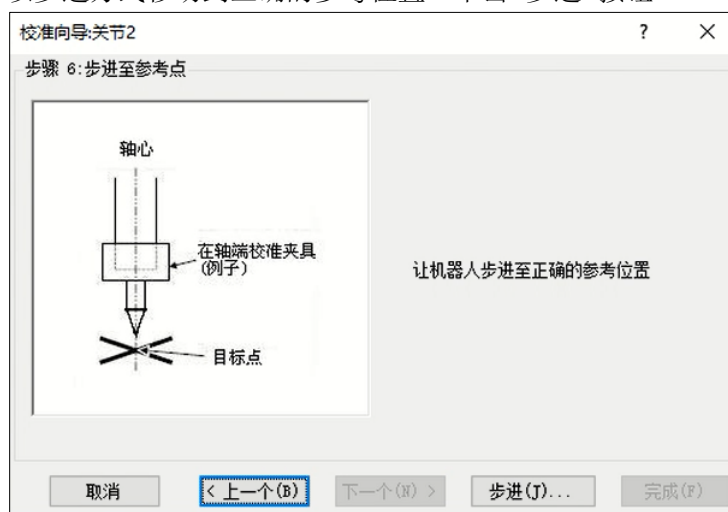 校准向导:关节2
? ×
步骤 6:步进至参考点
轴心
在轴端校准夹具
(例子)
让机器人步进至正确的参考位置
目标点
取消 < 上一个(B) 下一个(N) > 步进(J)... 完成(F)